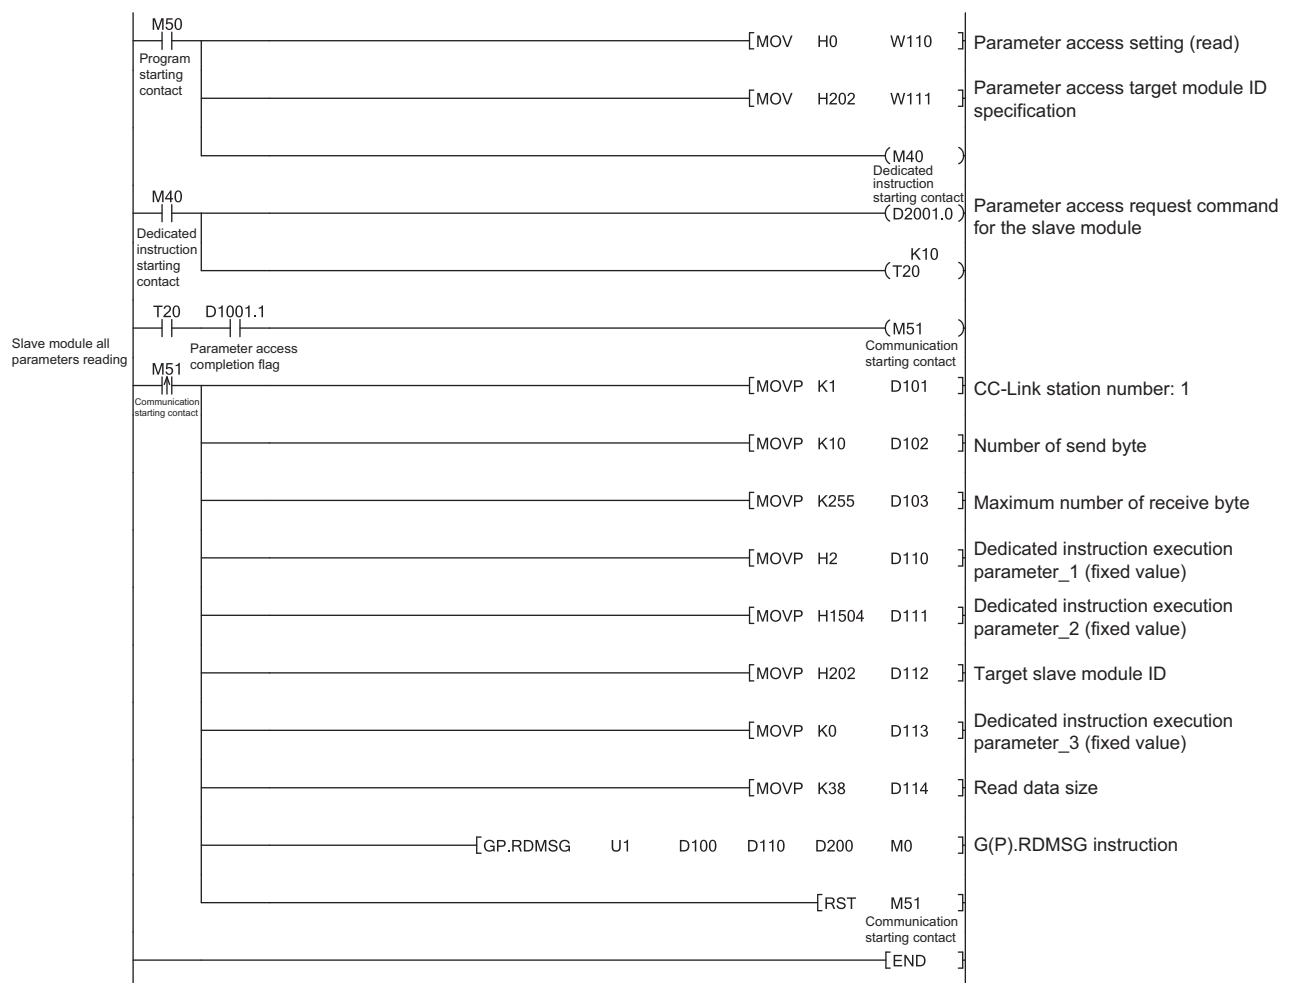 M50
Program
starting
contact
MOV H0 W110
Parameter access setting (read)
MOV H202 W111
Parameter access target module ID
specification
M40
Dedicated
instruction
starting contact
M40
Dedicated
instruction
starting
contact
D2001.0
Parameter access request command
for the slave module
K10
T20
T20 D1001.1
Parameter access
completion flag
M51
Communication
starting contact
Slave module all
parameters reading
M51
Communication
starting contact
MOVP K1 D101
CC-Link station number: 1
MOVP K10 D102
Number of send byte
MOVP K255 D103
Maximum number of receive byte
MOVP H2 D110
Dedicated instruction execution
parameter_1 (fixed value)
MOVP H1504 D111
Dedicated instruction execution
parameter_2 (fixed value)
MOVP H202 D112
Target slave module ID
MOVP K0 D113
Dedicated instruction execution
parameter_3 (fixed value)
MOVP K38 D114
Read data size
GP.RDMSG U1 D100 D110 D200 M0
G(P).RDMSG instruction
RST M51
Communication
starting contact
END